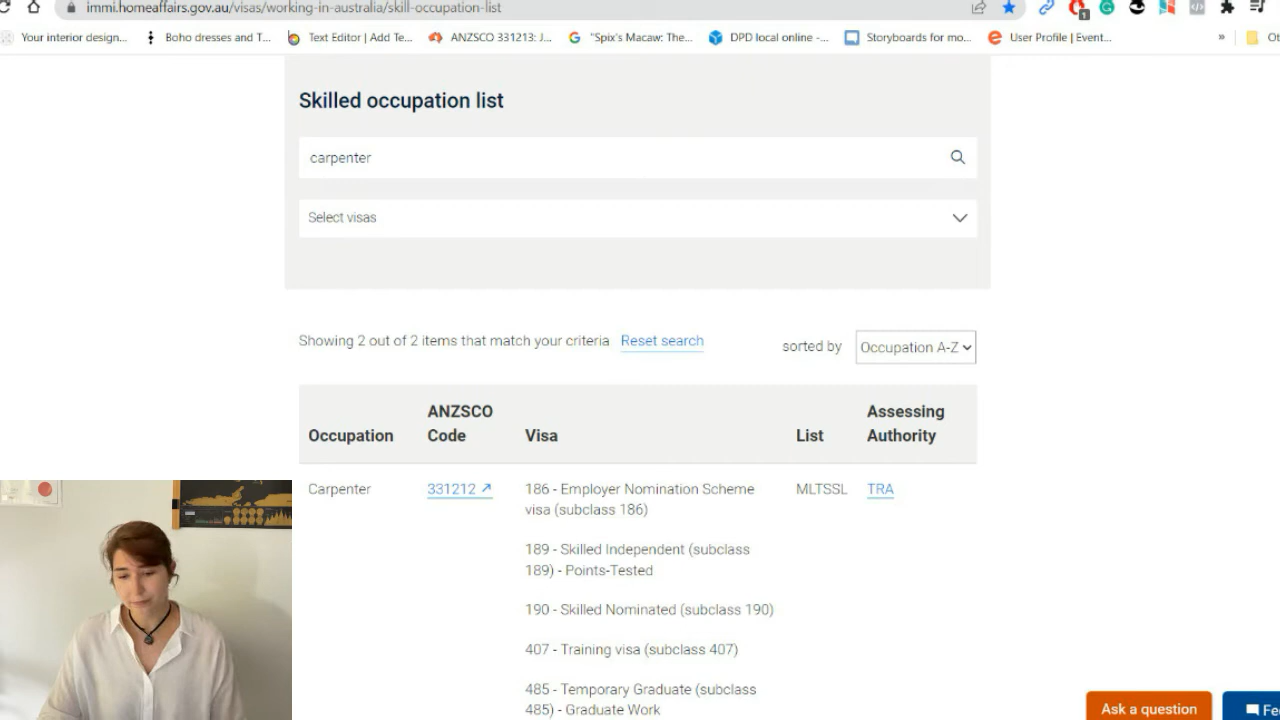 immi.homeaffairs.gov.au/visas/working-in-australia/skill-occupation-list
1
Your interior design...
Boho dresses and T...
Text Editor | Add Te...
ANZSCO 331213: J...
"Spix's Macaw: The...
DPD local online -...
Storyboards for mo...
User Profile | Event...
»
Ot
Skilled occupation list
carpenter
Select visas
Showing 2 out of 2 items that match your criteria Reset search
sorted by Occupation A-Z
Occupation ANZSCO Code Visa List Assessing Authority
Carpenter 331212 186 - Employer Nomination Scheme MLTSSL TRA
visa (subclass 186)
189 - Skilled Independent (subclass
189) - Points-Tested
190 - Skilled Nominated (subclass 190)
407 - Training visa (subclass 407)
485 - Temporary Graduate (subclass
485) - Graduate Work
Ask a question
Fe